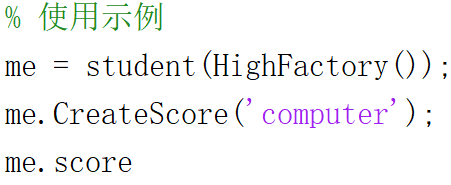 % 使用示例
me = student(HighFactory());
me.CreateScore('computer');
me.score